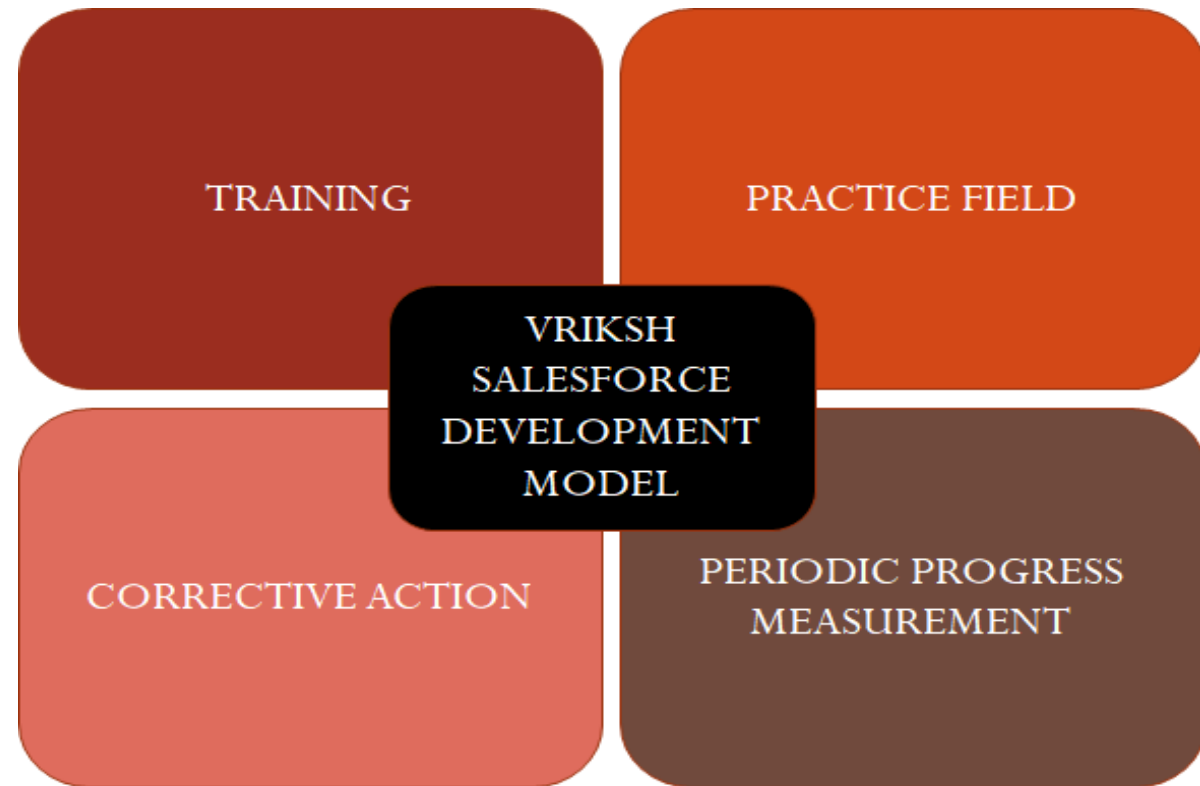 TRAINING
PRACTICE FIELD
VRIKSH
SALESFORCE
DEVELOPMENT
MODEL
CORRECTIVE ACTION
PERIODIC PROGRESS
MEASUREMENT